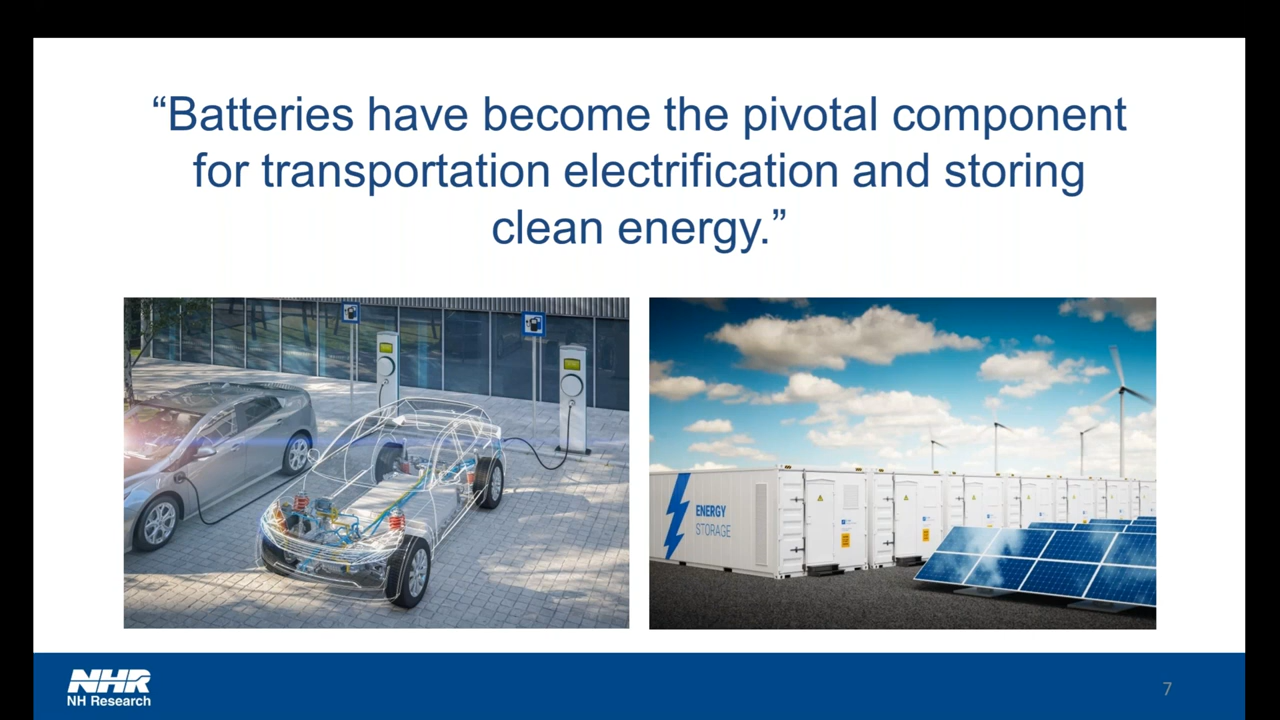 “Batteries have become the pivotal component
for transportation electrification and storing
clean energy.”
ENERGY
STORAGE
NHR
NH Research
7